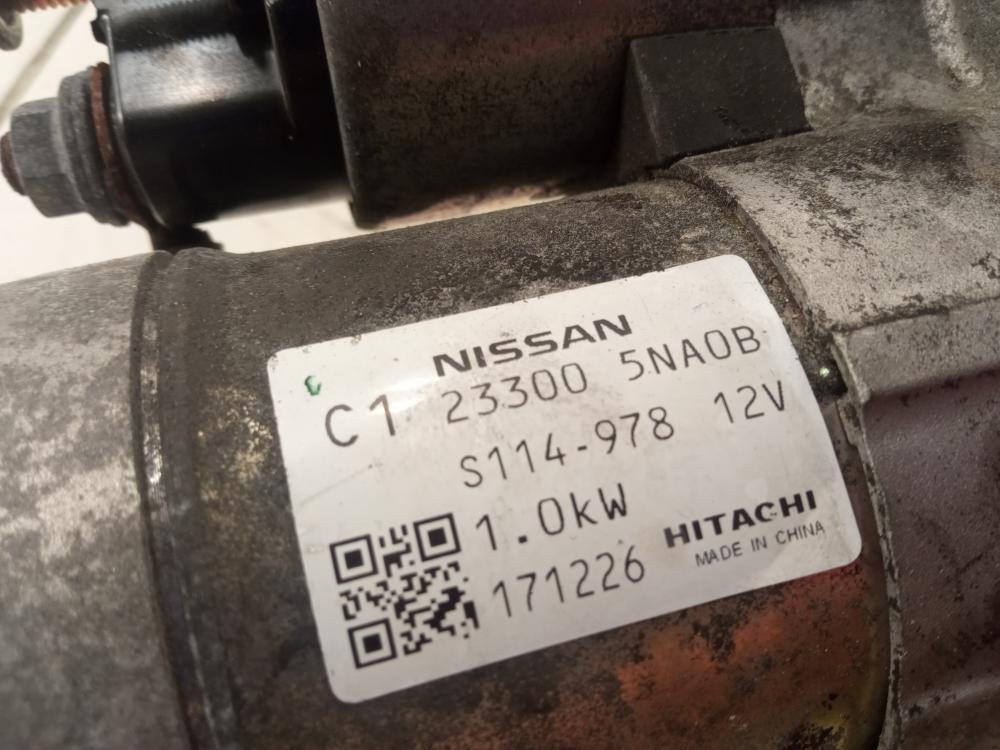 NISSAN
C1 23300 5NA0B
S114-978 12V
1.0kW
HITACHI
171226
MADE IN CHINA